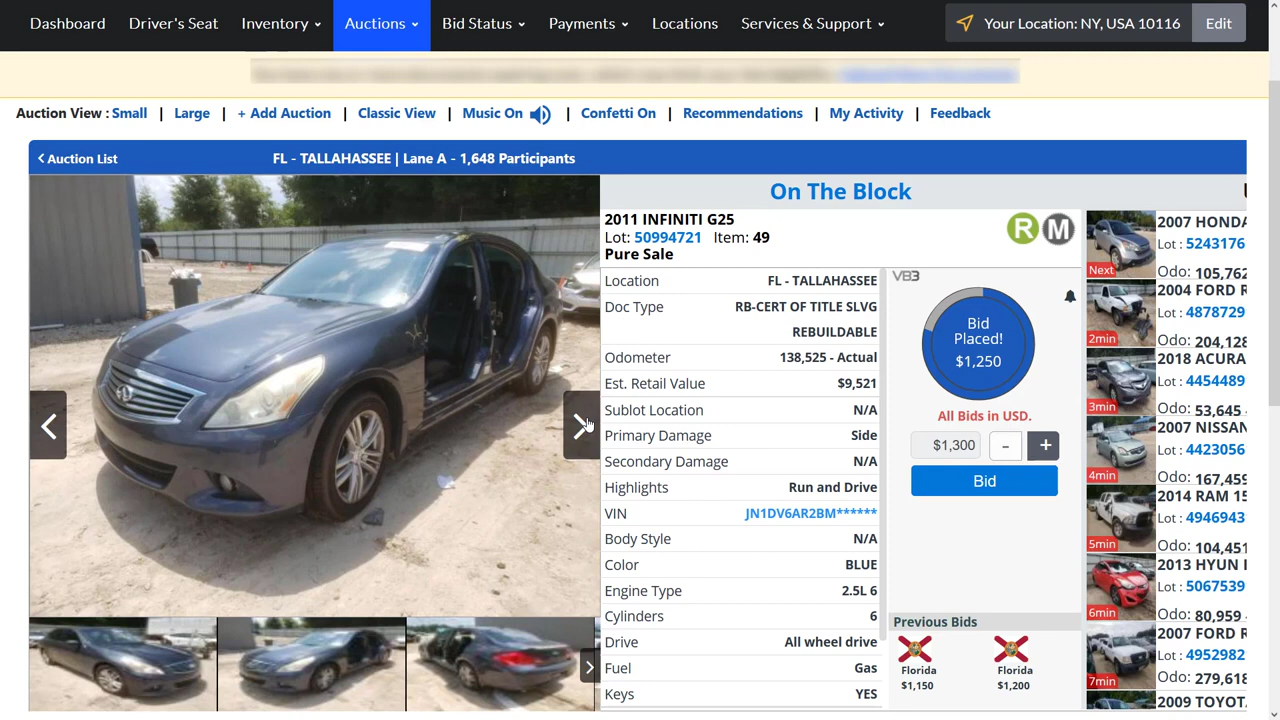 Dashboard
Driver's Seat
Inventory
Auctions
Bid Status
Payments
Locations
Services & Support
Your Location: NY, USA 10116
Edit
Auction View : Small | Large | + Add Auction | Classic View | Music On | Confetti On | Recommendations | My Activity | Feedback
Auction List
FL - TALLAHASSEE | Lane A - 1,648 Participants
On The Block
2011 INFINITI G25
Lot: 50994721 Item: 49
Pure Sale
R M
Location FL - TALLAHASSEE
Doc Type RB-CERT OF TITLE SLVG
REBUILDABLE
Odometer 138,525 - Actual
Est. Retail Value $9,521
Sublot Location N/A
Primary Damage Side
Secondary Damage N/A
Highlights Run and Drive
VIN JN1DV6AR2BM******
Body Style N/A
Color BLUE
Engine Type 2.5L 6
Cylinders 6
Drive All wheel drive
Fuel Gas
Keys YES
VB3
Bid
Placed!
$1,250
All Bids in USD.
$1,300 - +
Bid
Previous Bids
Florida
$1,150
Florida
$1,200
2007 HONDA
Lot : 5243176
Next
Odo: 105,762
2004 FORD R
Lot : 4878729
2min
Odo: 204,128
2018 ACURA
Lot : 4454489
3min
Odo: 53,645
2007 NISSAN
Lot : 4423056
4min
Odo: 167,459
2014 RAM 15
Lot : 4946943
5min
Odo: 104,451
2013 HYUN
Lot : 5067539
6min
Odo: 80,959
2007 FORD R
Lot : 4952982
7min
Odo: 279,618
2009 TOYOT